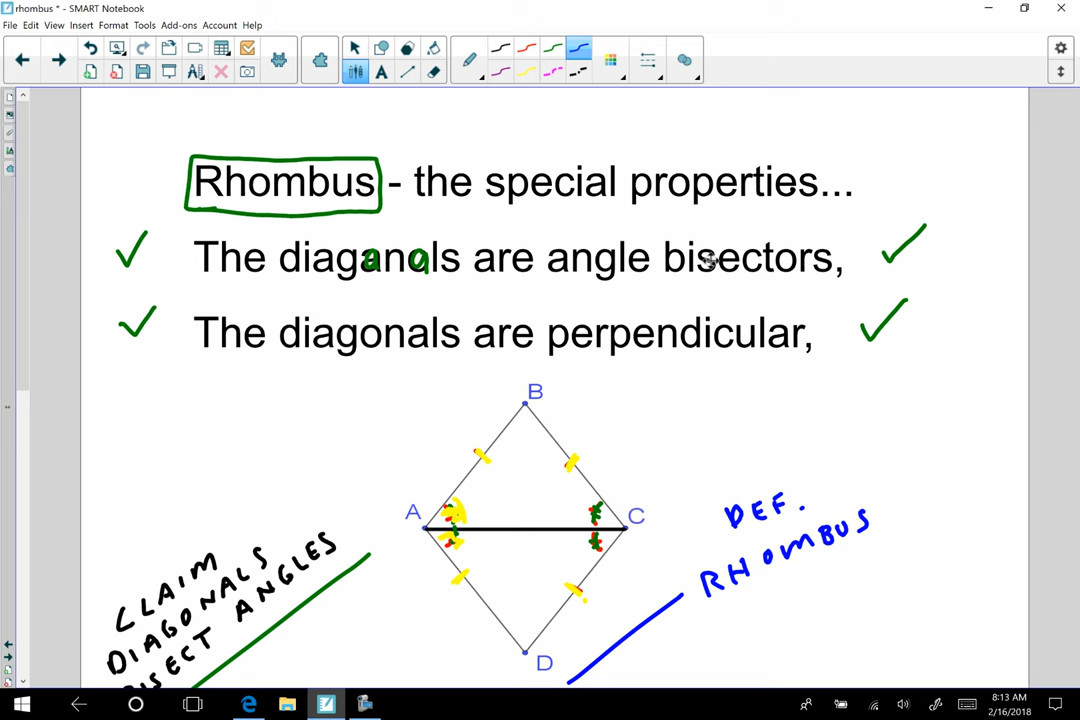 rhombus * - SMART Notebook
File Edit View Insert Format Tools Add-ons Account Help
Rhombus - the special properties...
The diaganals are angle bisectors,
The diagonals are perpendicular,
B
A
C
D
CLAIM
DIAGONALS
BISECT ANGLES
DEF.
RHOMBUS
8:13 AM
2/16/2018